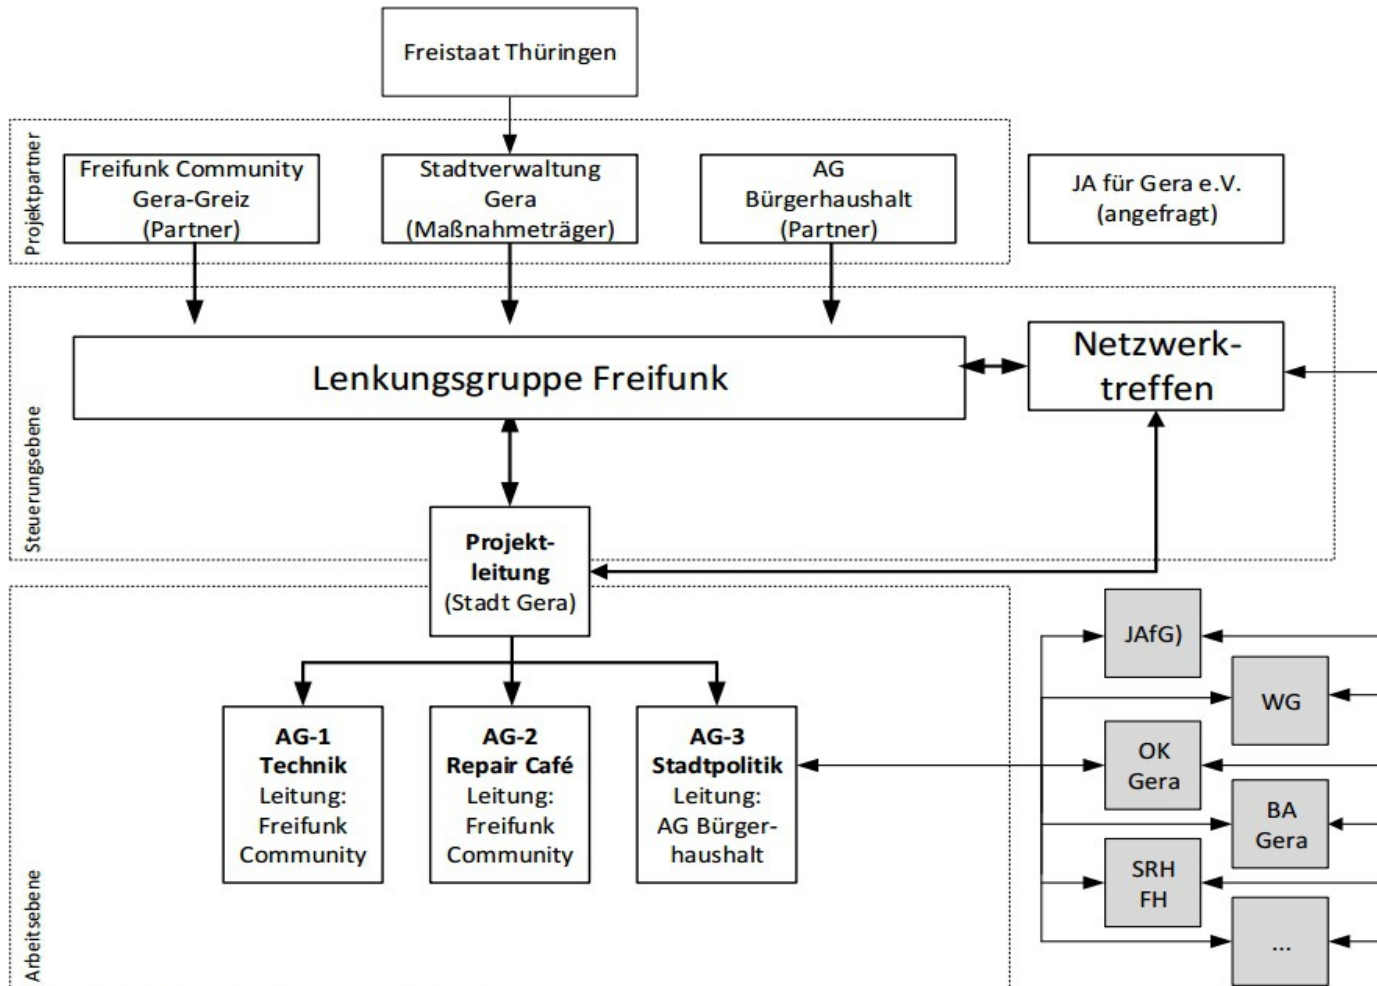 Freistaat Thüringen
Projektpartner
Freifunk Community
Gera-Greiz
(Partner)
Stadtverwaltung
Gera
(Maßnahmeträger)
AG
Bürgerhaushalt
(Partner)
JA für Gera e.V.
(angefragt)
Steuerungsebene
Lenkungsgruppe Freifunk
Netzwerk-
treffen
Projekt-
leitung
(Stadt Gera)
Arbeitsebene
AG-1
Technik
Leitung:
Freifunk
Community
AG-2
Repair Café
Leitung:
Freifunk
Community
AG-3
Stadtpolitik
Leitung:
AG Bürger-
haushalt
JAfG)
WG
OK
Gera
BA
Gera
SRH
FH
...